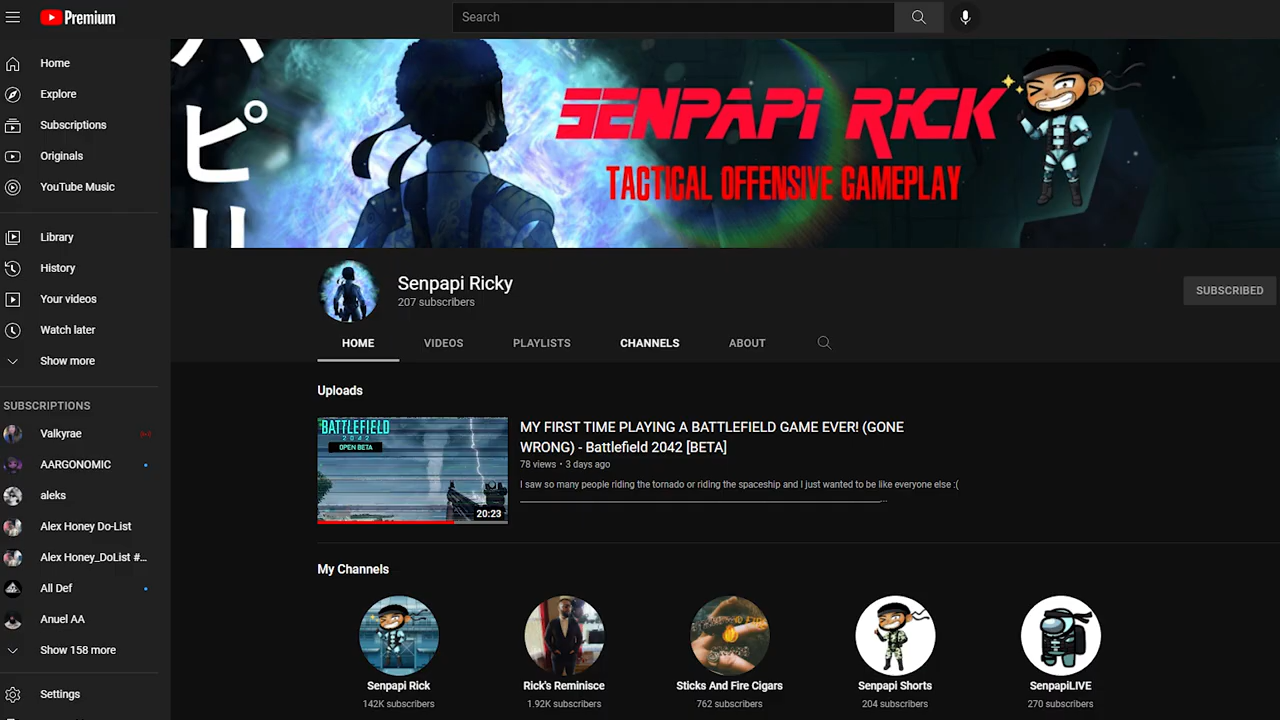 Premium
Search
Home
Explore
Subscriptions
Originals
YouTube Music
Library
History
Your videos
Watch later
Show more
SUBSCRIPTIONS
Valkyrae
AARGONOMIC
aleks
Alex Honey Do-List
Alex Honey_DoList #...
All Def
Anuel AA
Show 158 more
Settings
ピ
SENPAPI RICK
TACTICAL OFFENSIVE GAMEPLAY
Senpapi Ricky
207 subscribers
SUBSCRIBED
HOME VIDEOS PLAYLISTS CHANNELS ABOUT
Uploads
BATTLEFIELD
2042
OPEN BETA
20:23
MY FIRST TIME PLAYING A BATTLEFIELD GAME EVER! (GONE
WRONG) - Battlefield 2042 [BETA]
78 views • 3 days ago
I saw so many people riding the tornado or riding the spaceship and I just wanted to be like everyone else :(
My Channels
Senpapi Rick
142K subscribers
Rick's Reminisce
1.92K subscribers
Sticks And Fire Cigars
762 subscribers
Senpapi Shorts
204 subscribers
SenpapiLIVE
270 subscribers